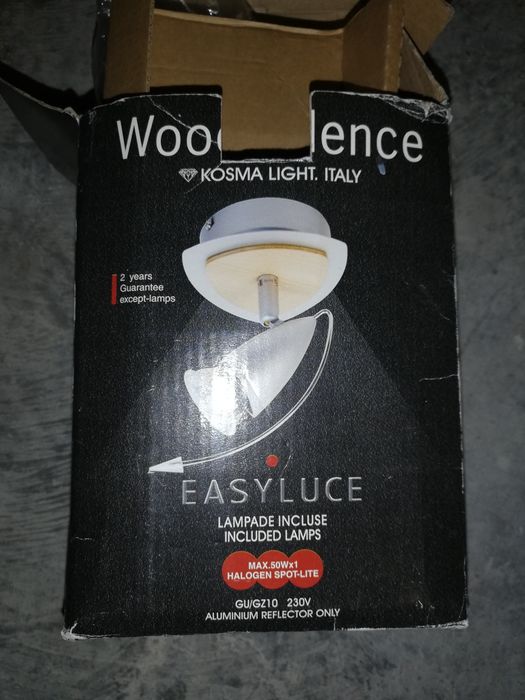 Woo lence
KOSMA LIGHT. ITALY
2 years
Guarantee
except-lamps
EASYLUCE
LAMPADE INCLUSE
INCLUDED LAMPS
MAX.50Wx1
HALOGEN SPOT-LITE
GU/GZ10 230V
ALUMINIUM REFLECTOR ONLY